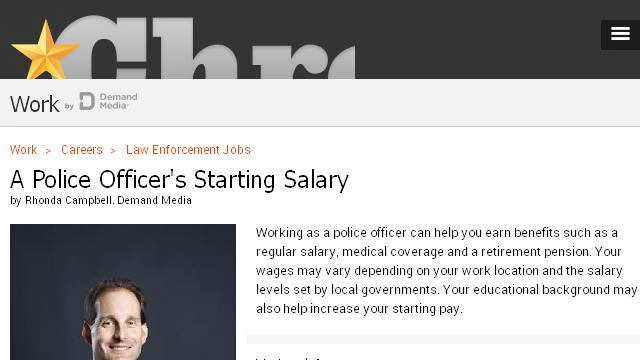 Chr
Work by Demand Media
Work > Careers > Law Enforcement Jobs
A Police Officer's Starting Salary
by Rhonda Campbell, Demand Media
Working as a police officer can help you earn benefits such as a
regular salary, medical coverage and a retirement pension. Your
wages may vary depending on your work location and the salary
levels set by local governments. Your educational background may
also help increase your starting pay.